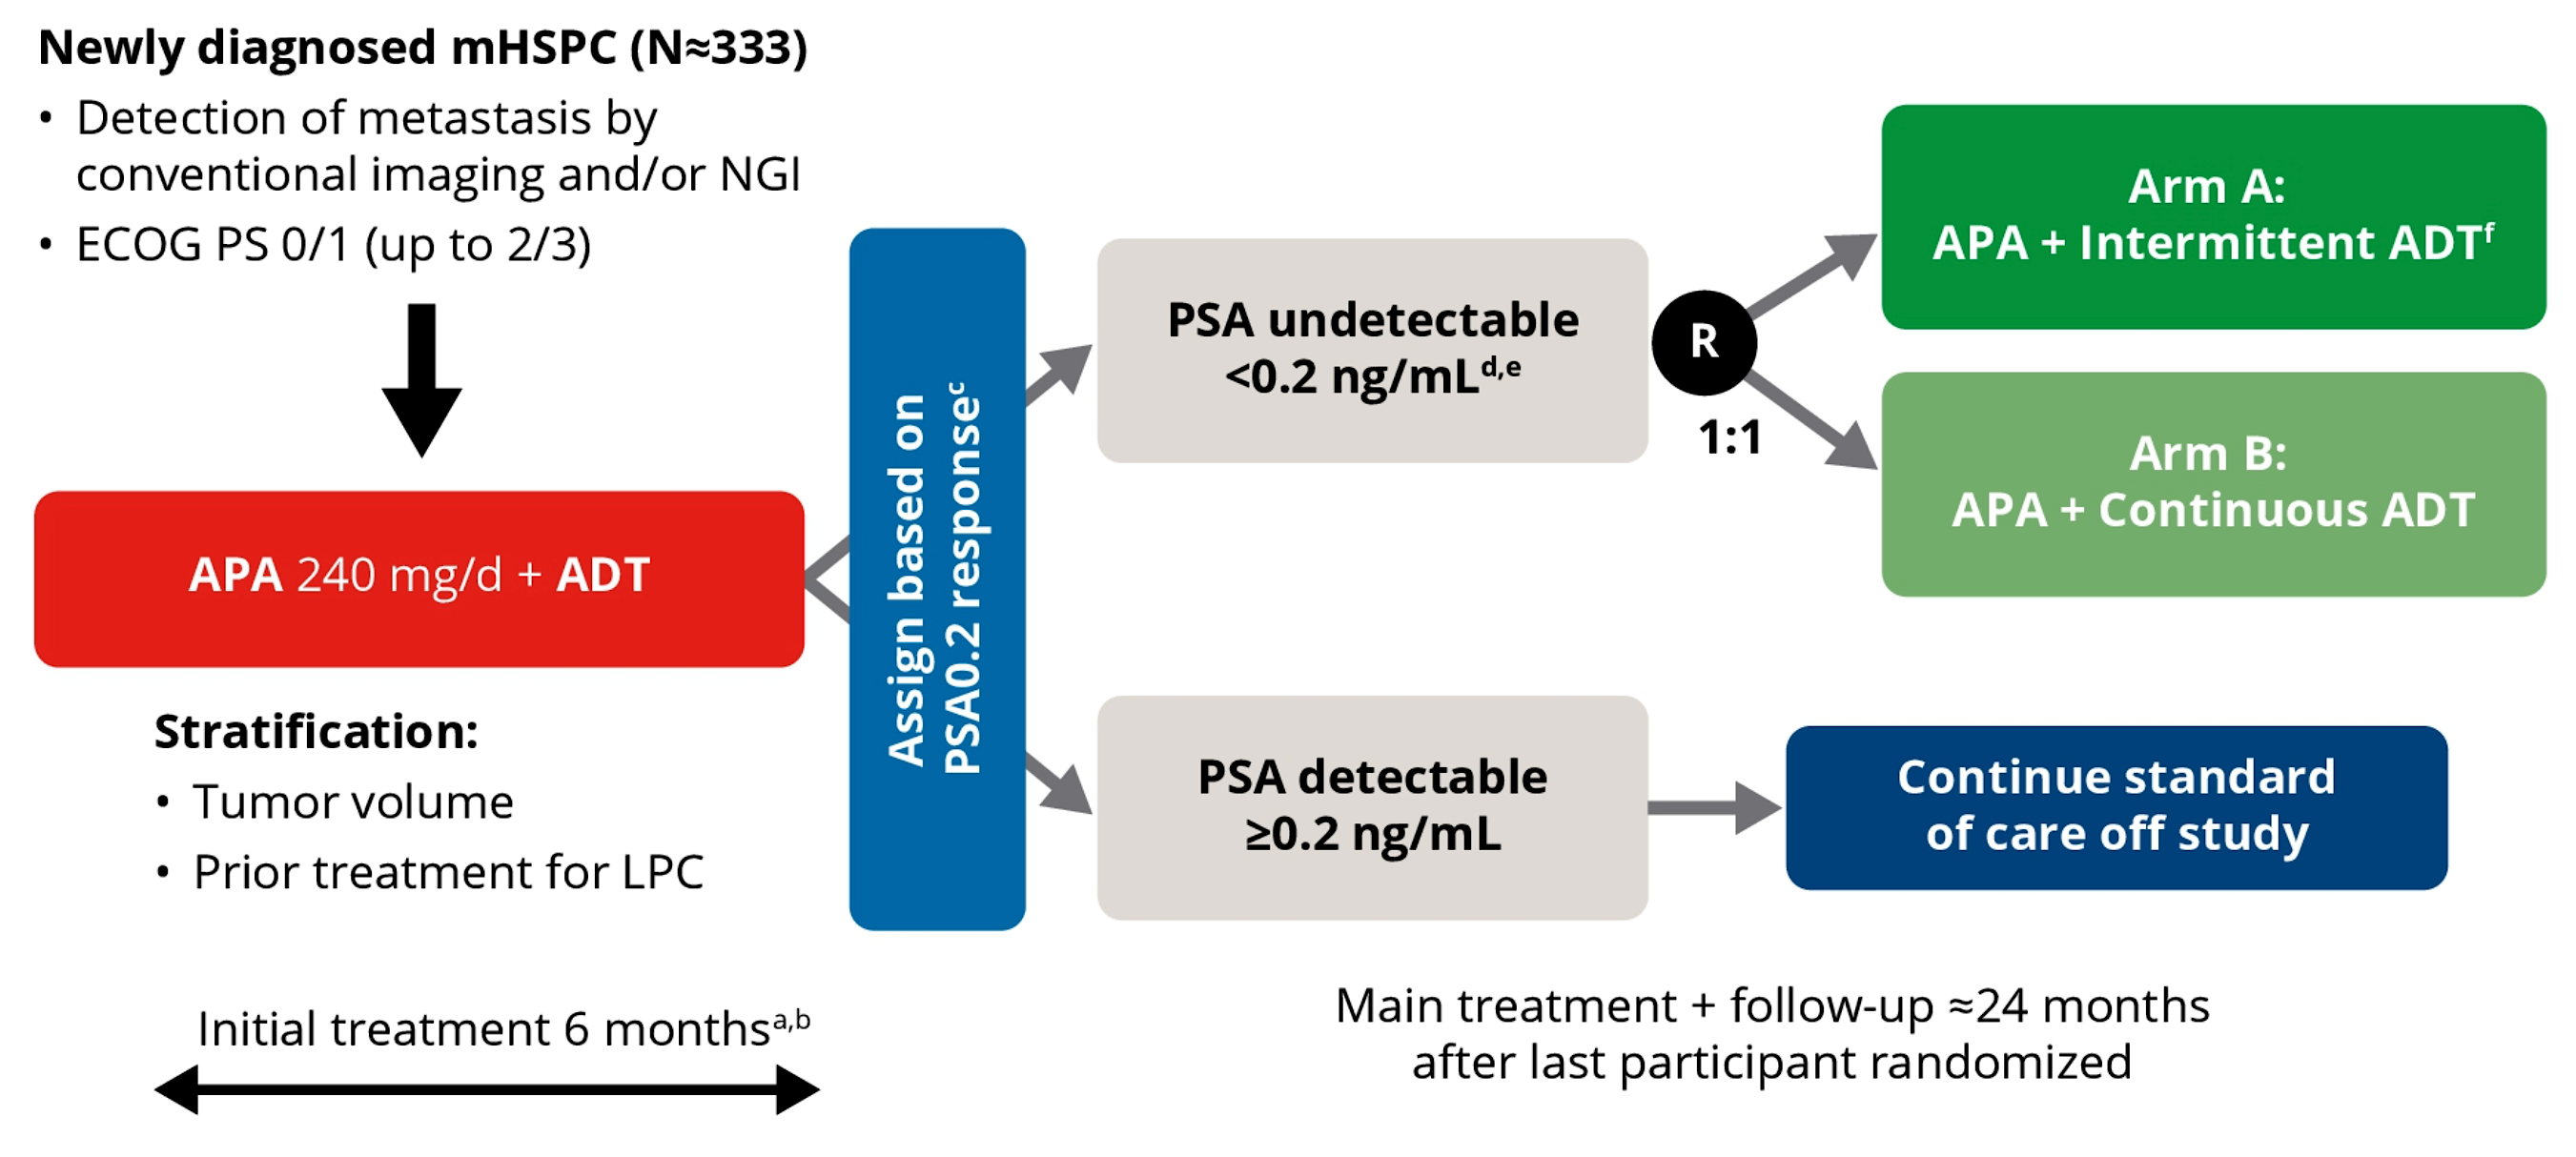 Newly diagnosed mHSPC (N≈333)
• Detection of metastasis by
conventional imaging and/or NGI
• ECOG PS 0/1 (up to 2/3)
APA 240 mg/d + ADT
Stratification:
• Tumor volume
• Prior treatment for LPC
Initial treatment 6 monthsᵃ,ᵇ
Assign based on
PSA0.2 responseᶜ
PSA undetectable
<0.2 ng/mLᵈ,ᵉ
R
1:1
Arm A:
APA + Intermittent ADTᶠ
Arm B:
APA + Continuous ADT
PSA detectable
≥0.2 ng/mL
Continue standard
of care off study
Main treatment + follow-up ≈24 months
after last participant randomized